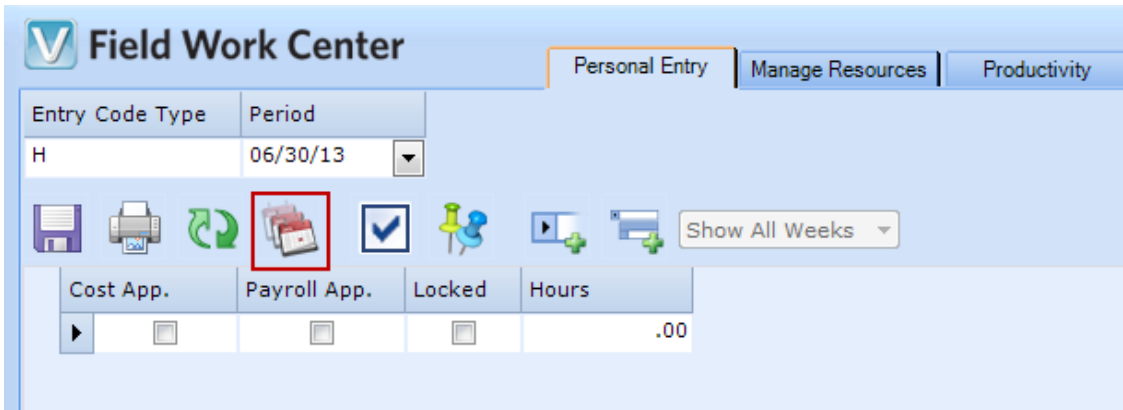 Field Work Center
Personal Entry Manage Resources Productivity
Entry Code Type Period
H 06/30/13
Show All Weeks
Cost App. Payroll App. Locked Hours
.00